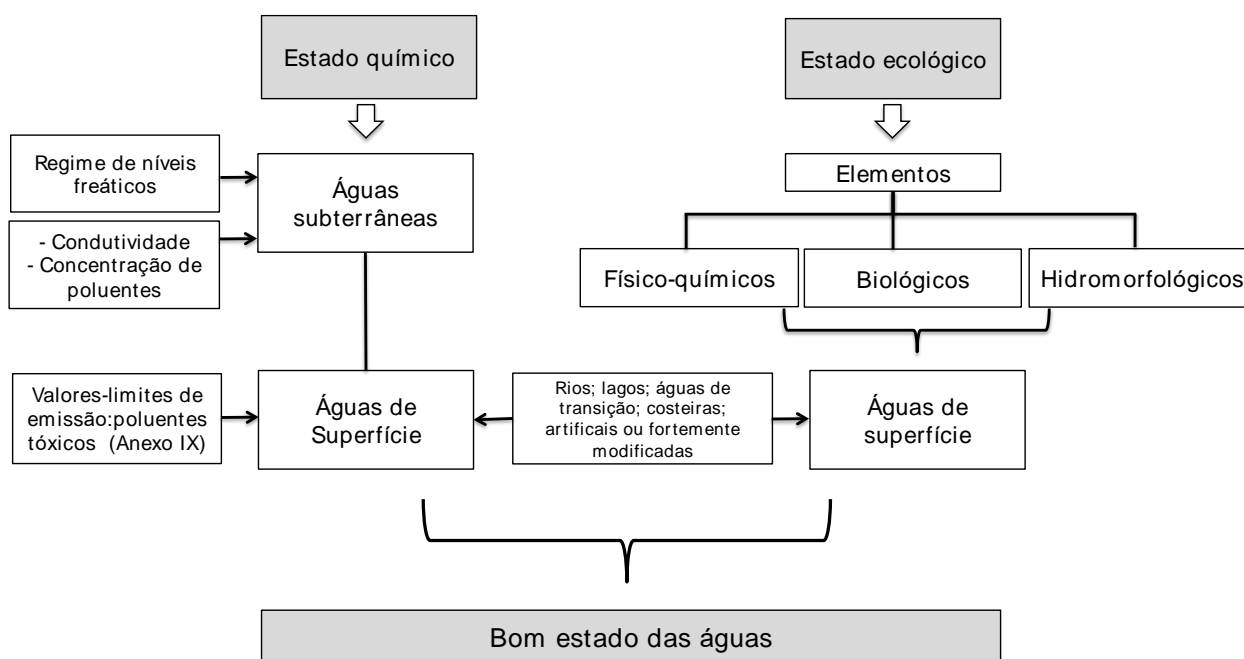 Estado químico
Estado ecológico
Regime de níveis
freáticos
Águas
subterrâneas
Elementos
- Condutividade
- Concentração de
poluentes
Físico-químicos
Biológicos
Hidromorfológicos
Valores-limites de
emissão:poluentes
tóxicos (Anexo IX)
Águas de
Superfície
Rios; lagos; águas de
transição; costeiras;
artificais ou fortemente
modificadas
Águas de
superfície
Bom estado das águas